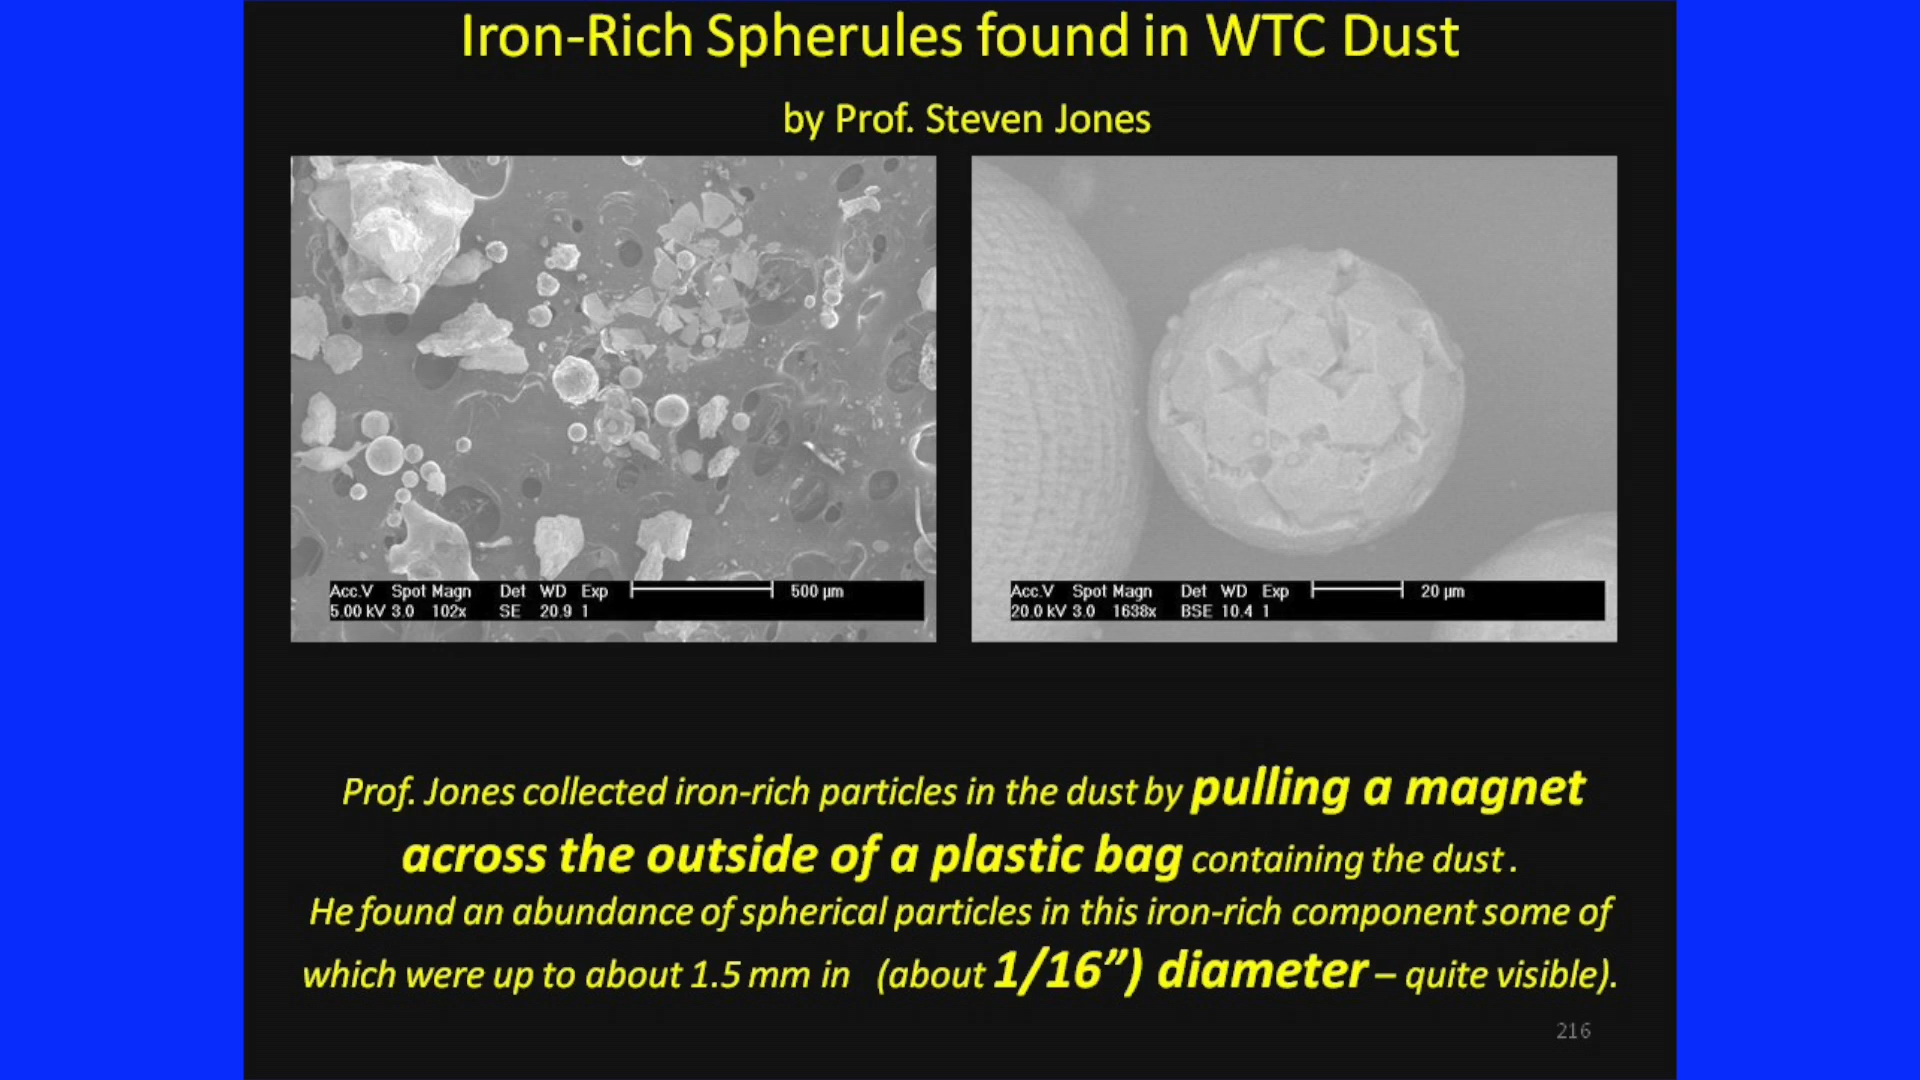 Iron-Rich Spherules found in WTC Dust
by Prof. Steven Jones
Acc.V Spot Magn Det WD Exp 500 µm
5.00 kV 3.0 102x SE 20.9 1
Acc.V Spot Magn Det WD Exp 20 µm
20.0 kV 3.0 1638x BSE 10.4 1
Prof. Jones collected iron-rich particles in the dust by pulling a magnet
across the outside of a plastic bag containing the dust .
He found an abundance of spherical particles in this iron-rich component some of
which were up to about 1.5 mm in (about 1/16”) diameter – quite visible).
216